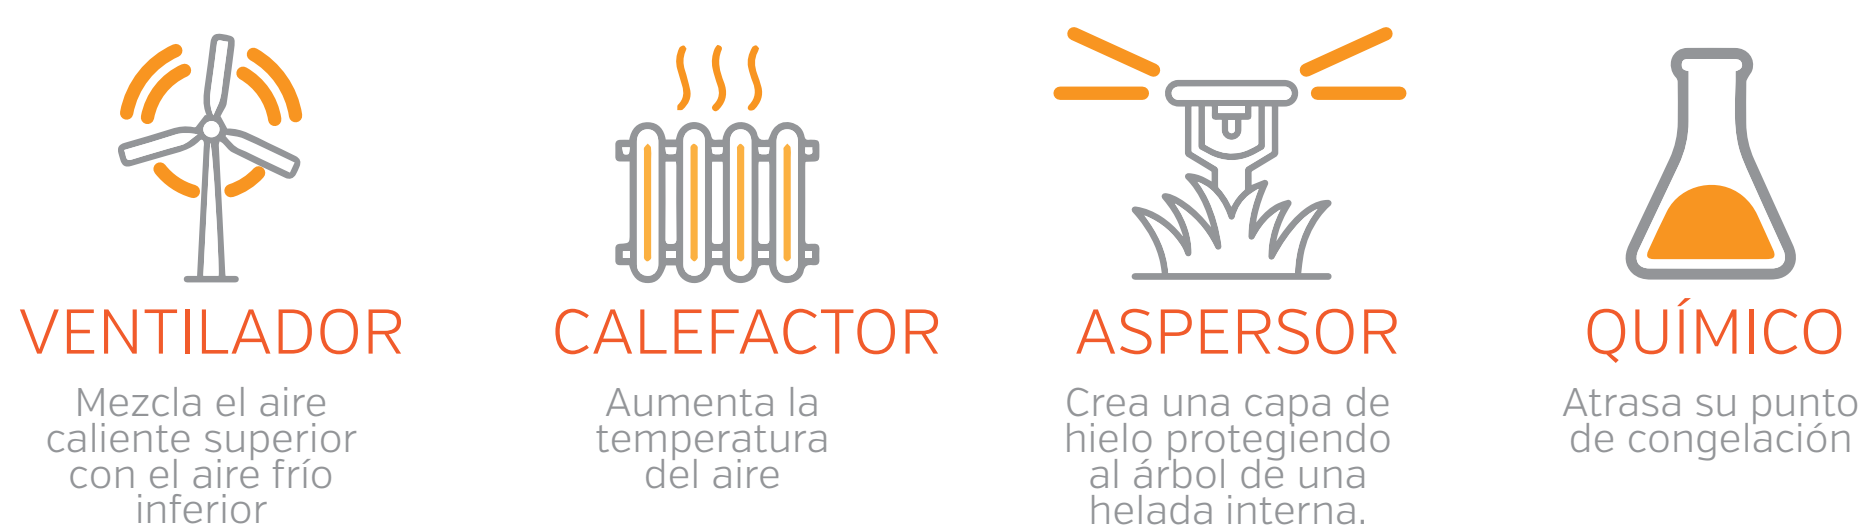 VENTILADOR
Mezcla el aire
caliente superior
con el aire frío
inferior
CALEFACTOR
Aumenta la
temperatura
del aire
ASPERSOR
Crea una capa de
hielo protegiendo
al árbol de una
helada interna.
QUÍMICO
Atrasa su punto
de congelación